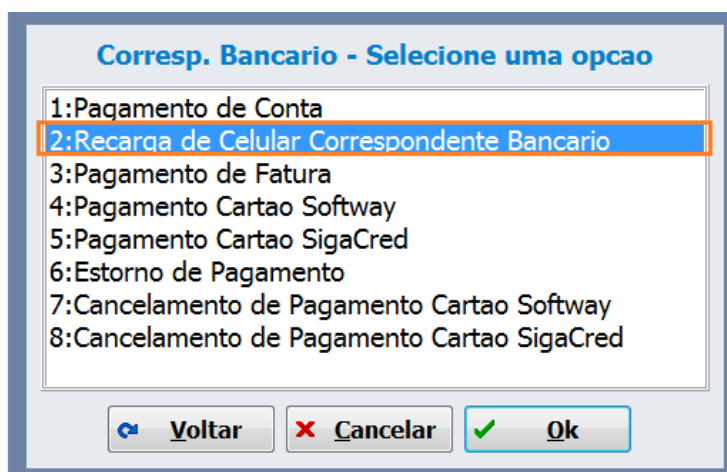 Corresp. Bancario - Selecione uma opcao
1:Pagamento de Conta
2:Recarga de Celular Correspondente Bancario
3:Pagamento de Fatura
4:Pagamento Cartao Softway
5:Pagamento Cartao SigaCred
6:Estorno de Pagamento
7:Cancelamento de Pagamento Cartao Softway
8:Cancelamento de Pagamento Cartao SigaCred
Voltar Cancelar Ok